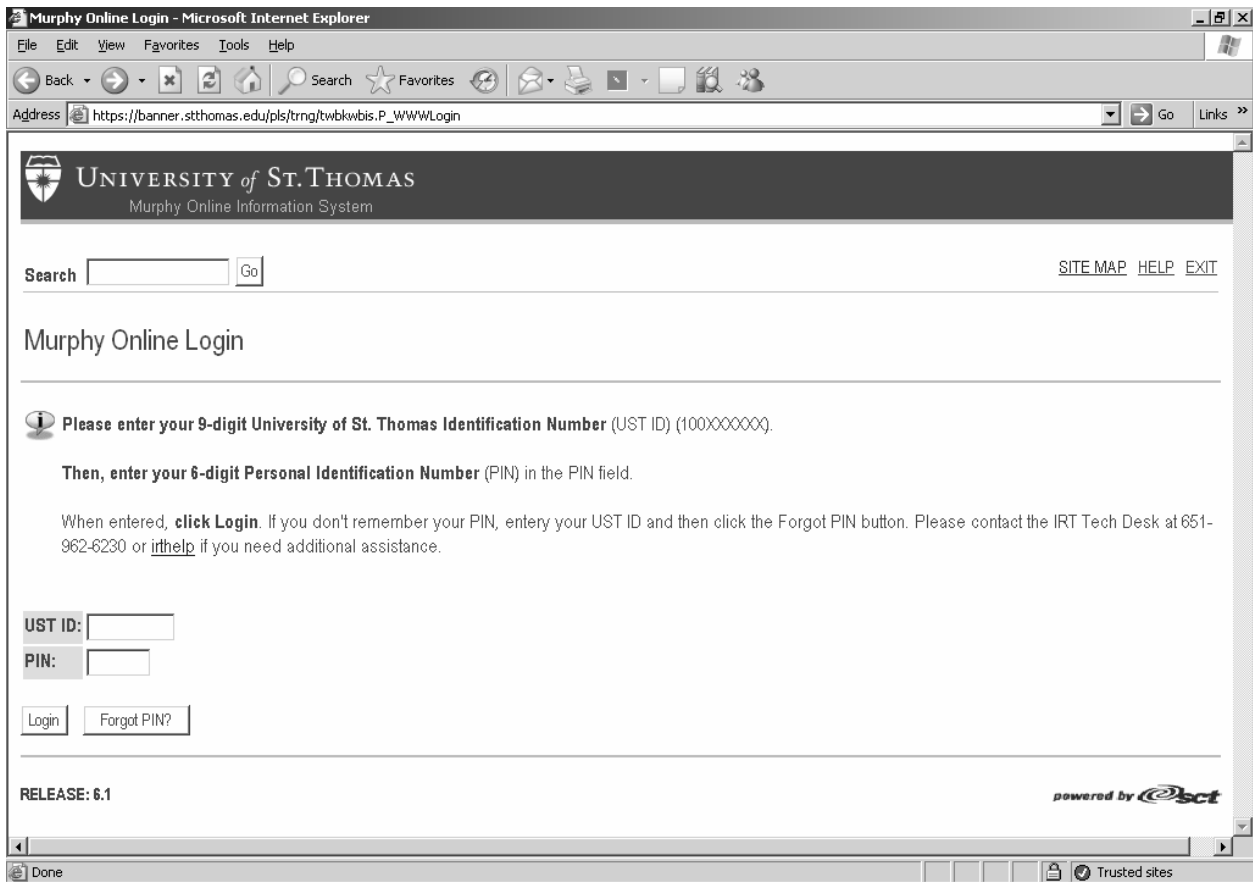 Murphy Online Login - Microsoft Internet Explorer
File Edit View Favorites Tools Help
Back Search Favorites
Address https://banner.stthomas.edu/pls/trng/twbkwbis.P_WWWLogin Go Links »
UNIVERSITY of ST. THOMAS
Murphy Online Information System
Search Go SITE MAP HELP EXIT
Murphy Online Login
Please enter your 9-digit University of St. Thomas Identification Number (UST ID) (100XXXXXX).
Then, enter your 6-digit Personal Identification Number (PIN) in the PIN field.
When entered, click Login. If you don't remember your PIN, entery your UST ID and then click the Forgot PIN button. Please contact the IRT Tech Desk at 651-
962-6230 or irthelp if you need additional assistance.
UST ID:
PIN:
Login Forgot PIN?
RELEASE: 6.1 powered by sct
Done Trusted sites